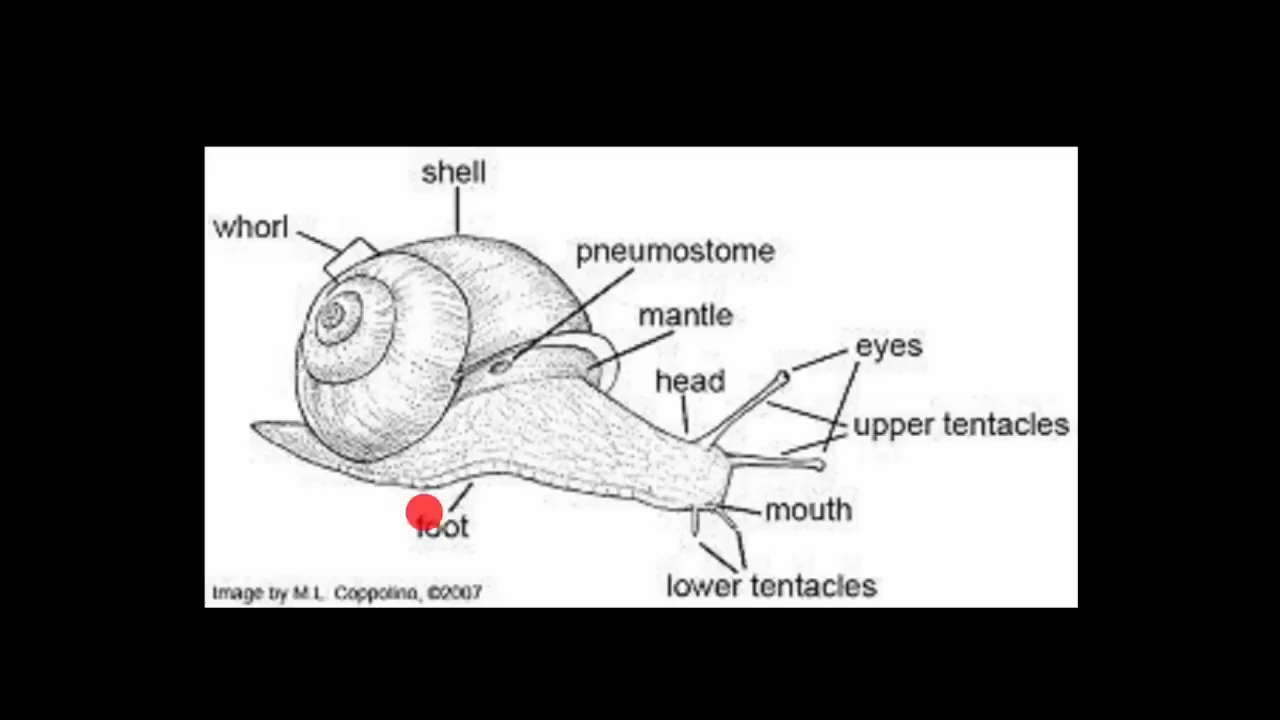 shell
whorl
pneumostome
mantle
eyes
head
upper tentacles
mouth
foot
lower tentacles
Image by M.L. Coppolino, ©2007